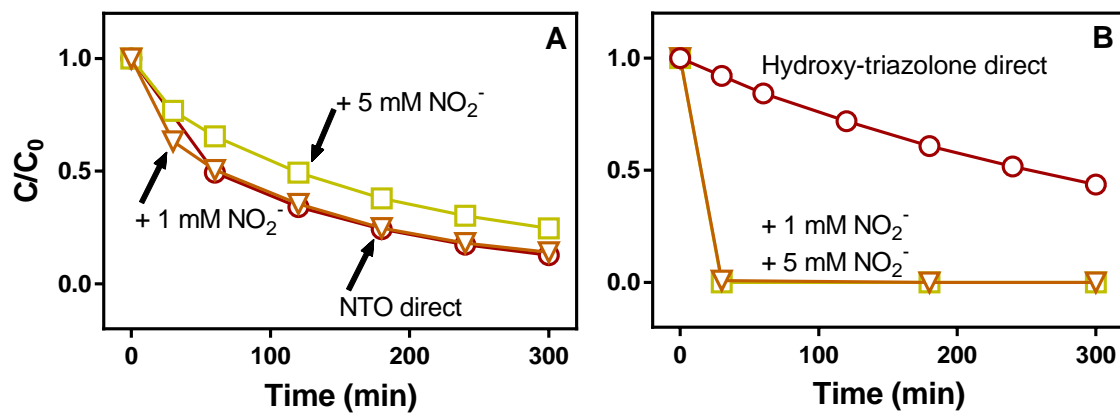 A
C/C₀
1.0
0.5
0.0
+ 5 mM NO₂⁻
+ 1 mM NO₂⁻
NTO direct
0 100 200 300
Time (min)
B
1.0
0.5
0.0
Hydroxy-triazolone direct
+ 1 mM NO₂⁻
+ 5 mM NO₂⁻
0 100 200 300
Time (min)